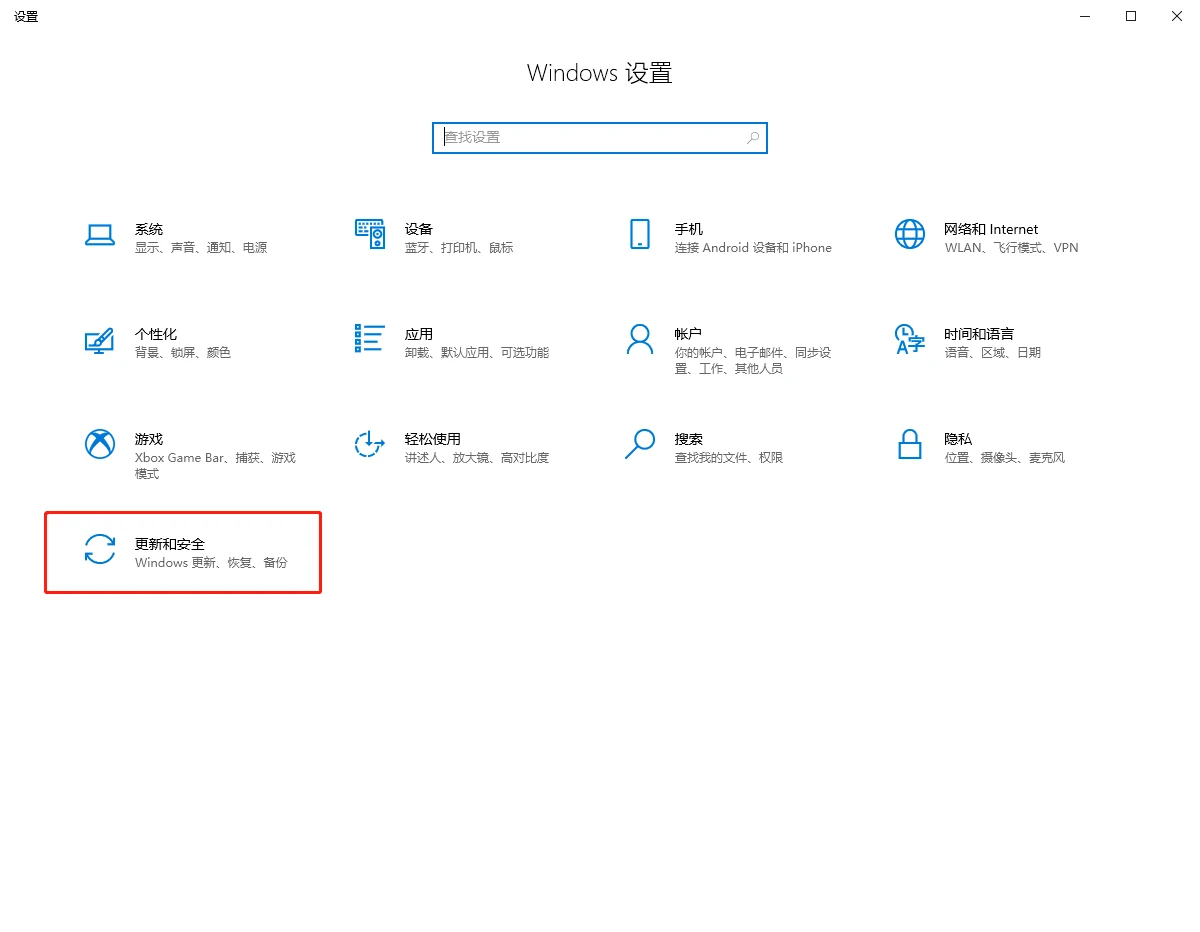 设置
Windows 设置
查找设置
系统
显示、声音、通知、电源
设备
蓝牙、打印机、鼠标
手机
连接 Android 设备和 iPhone
网络和 Internet
WLAN、飞行模式、VPN
个性化
背景、锁屏、颜色
应用
卸载、默认应用、可选功能
帐户
你的帐户、电子邮件、同步设
置、工作、其他人员
时间和语言
语音、区域、日期
游戏
Xbox Game Bar、捕获、游戏
模式
轻松使用
讲述人、放大镜、高对比度
搜索
查找我的文件、权限
隐私
位置、摄像头、麦克风
更新和安全
Windows 更新、恢复、备份